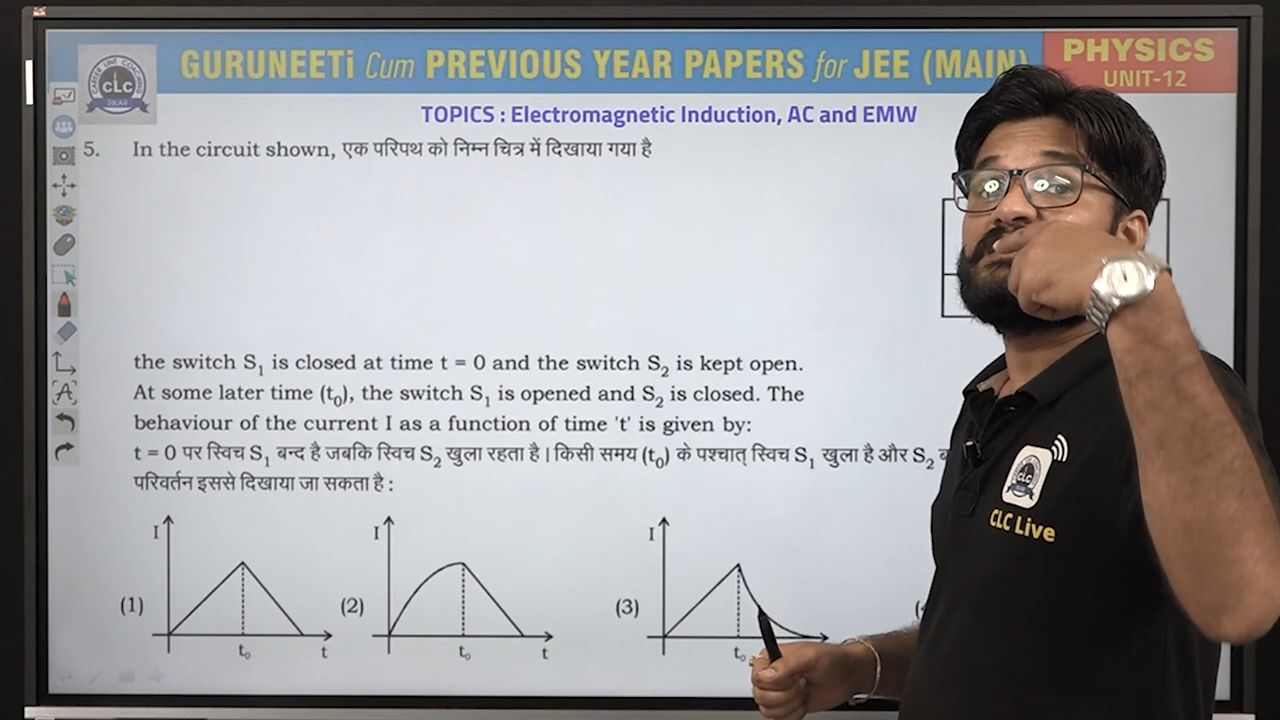 GURUNEETi Cum PREVIOUS YEAR PAPERS for JEE (MAIN)
PHYSICS
UNIT-12
CLC
SIKAR
TOPICS : Electromagnetic Induction, AC and EMW
5. In the circuit shown, एक परिपथ को निम्न चित्र में दिखाया गया है
the switch S₁ is closed at time t = 0 and the switch S₂ is kept open.
At some later time (t₀), the switch S₁ is opened and S₂ is closed. The
behaviour of the current I as a function of time 't' is given by:
t = 0 पर स्विच S₁ बन्द है जबकि स्विच S₂ खुला रहता है। किसी समय (t₀) के पश्चात् स्विच S₁ खुला है और S₂
परिवर्तन इससे दिखाया जा सकता है :
(1) I t₀ t
(2) I t₀ t
(3) I t₀
CLC
CLC Live